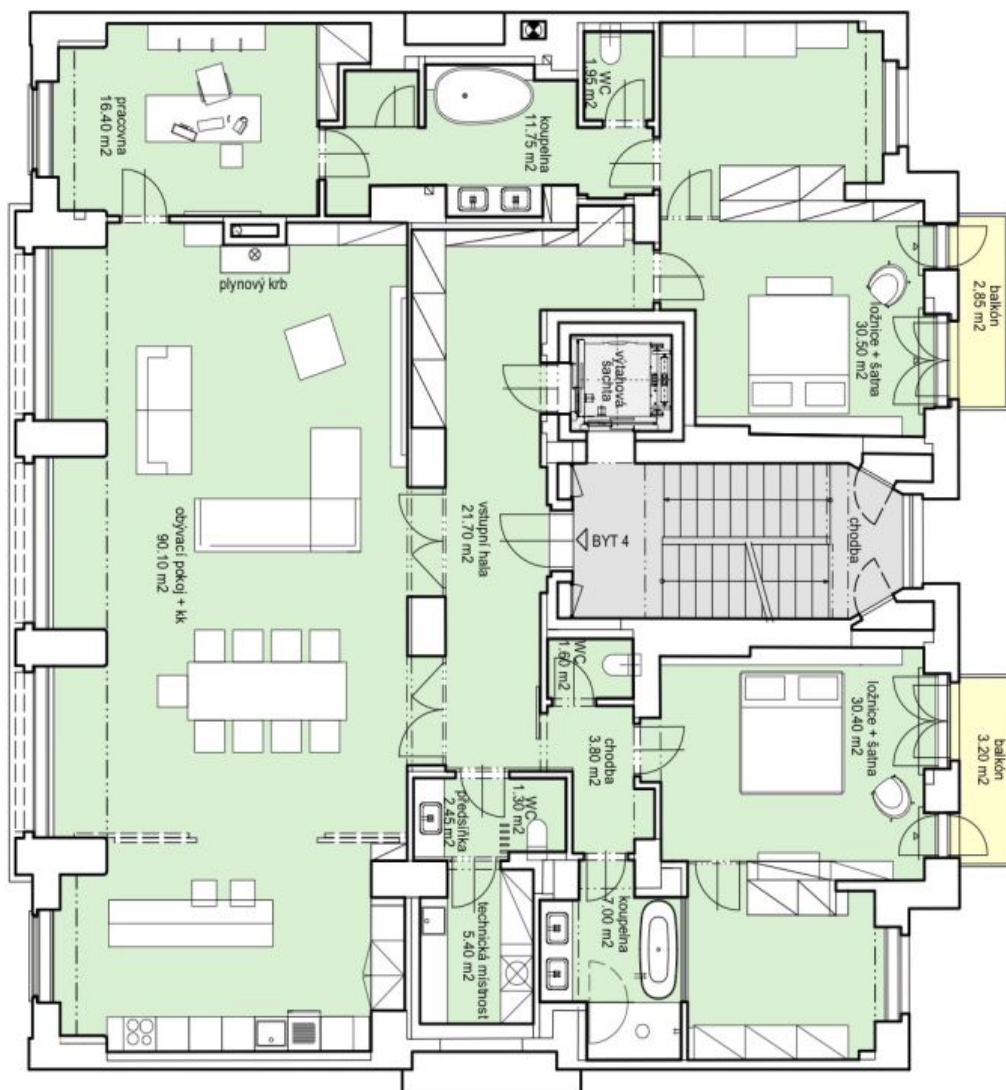 pracovna
16.40 m2
koupelna
11.75 m2
WC
1.95 m2
balkón
2,85 m2
plynový krb
ložnice + šatna
30.50 m2
výtahová
šachta
vstupní hala
21.70 m2
BYT 4
chodba
obývací pokoj + kk
90.10 m2
WC
1.60 m2
chodba
3.80 m2
ložnice + šatna
30.40 m2
balkón
3.20 m2
WC
1.30 m2
předsíňka
2.45 m2
koupelna
7.00 m2
technická místnost
5.40 m2